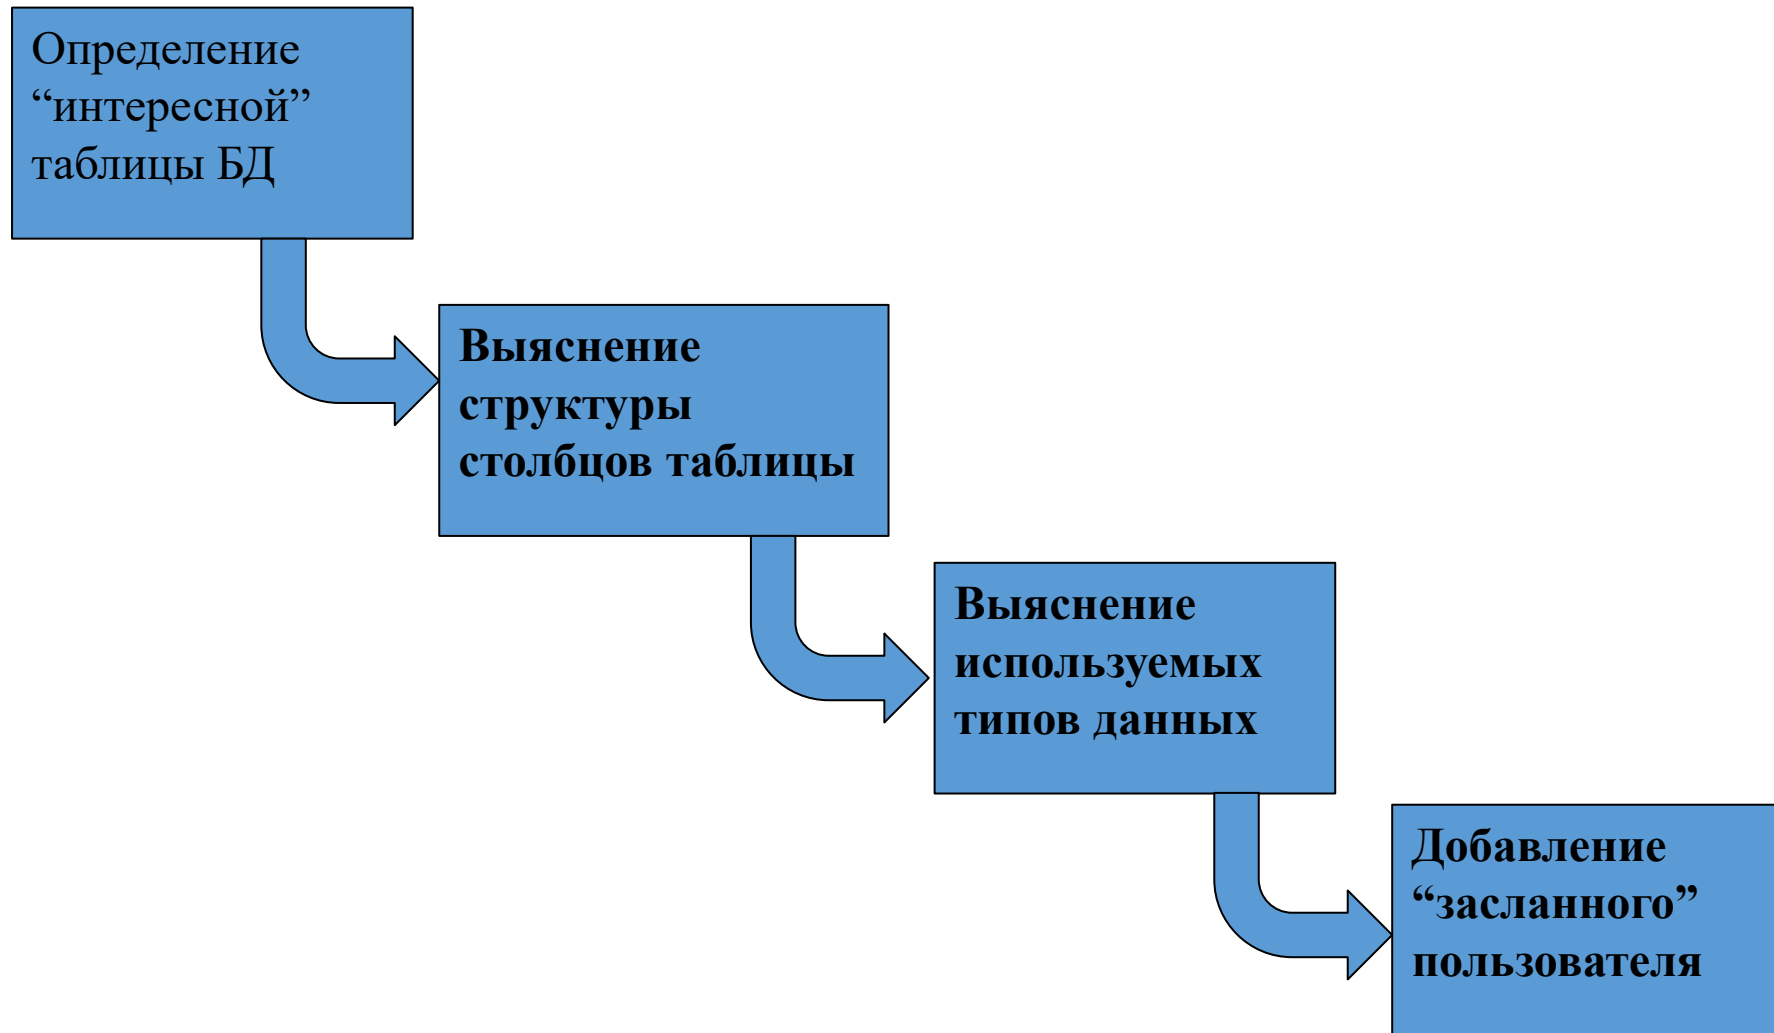 Определение
“интересной”
таблицы БД
Выяснение
структуры
столбцов таблицы
Выяснение
используемых
типов данных
Добавление
“засланного”
пользователя